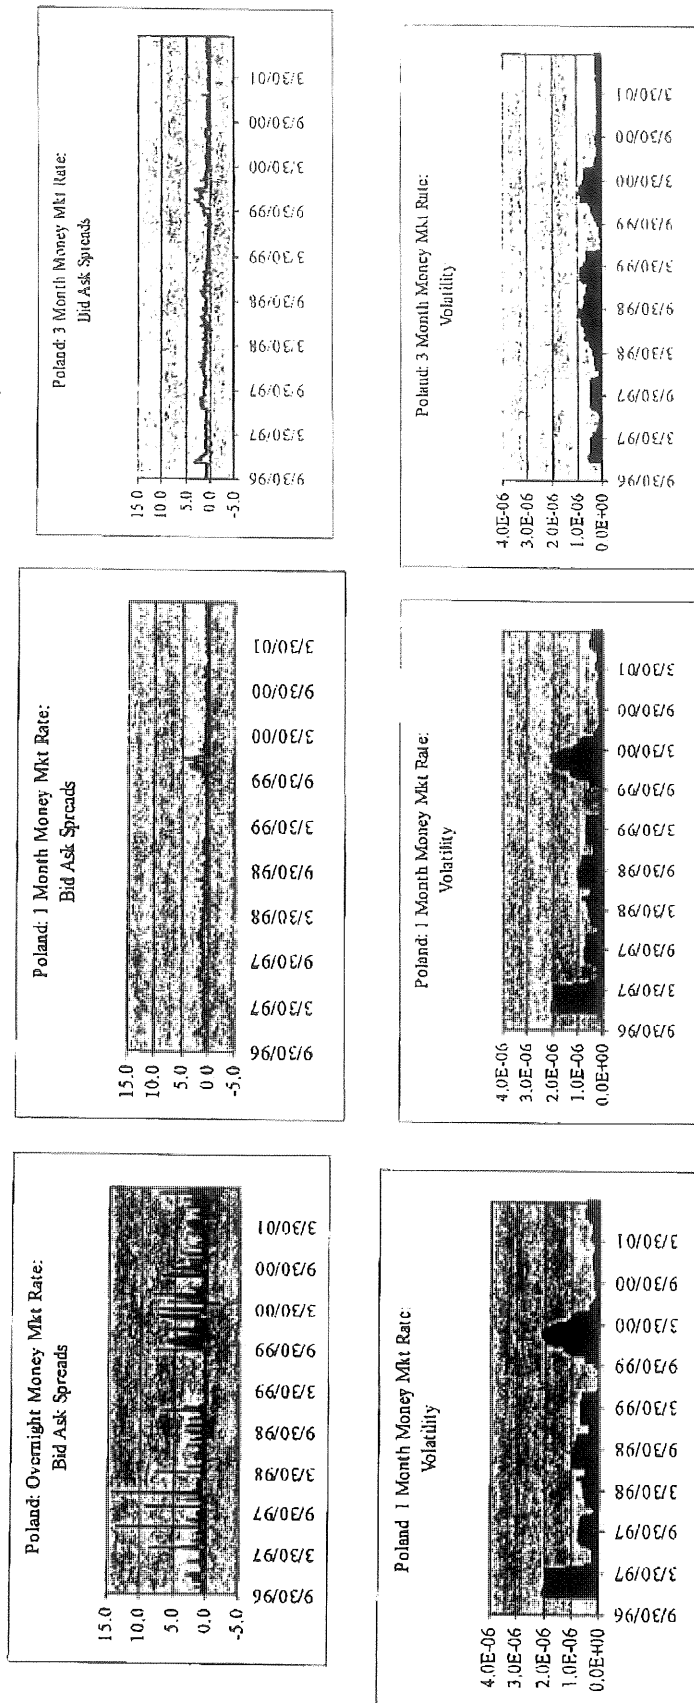 Poland: Overnight Money Mkt Rate:
Bid Ask Spreads
15.0
10.0
5.0
0.0
-5.0
9/30/96
3/30/97
9/30/97
3/30/98
9/30/98
3/30/99
9/30/99
3/30/00
9/30/00
3/30/01
Poland: 1 Month Money Mkt Rate:
Bid Ask Spreads
15.0
10.0
5.0
0 0
-5.0
9/30/96
3/30/97
9/30/97
3/30/98
9/30/98
3/30/99
9/30/99
3/30/00
9/30/00
3/30/01
Poland: 3 Month Money Mkt Rate:
Bid Ask Spreads
15 0
10 0
5.0
0 0
-5.0
9/30/96
3/30/97
9/30/97
3/30/98
9/30/98
3/30/99
9/30/99
3/30/00
9/30/00
3/30/01
Poland 1 Month Money Mkt Rate:
Volatility
4.0E-06
3.0E-06
2.0E-06
1.0E-06
0.0E+00
9/30/96
3/30/97
9/30/97
3/30/98
9/30/98
3/30/99
9/30/99
3/30/00
9/30/00
3/30/01
Poland: 1 Month Money Mkt Rate:
Volatility
4.0E-06
3.0E-06
2.0E-06
1.0E-06
0.0E+00
9/30/96
3/30/97
9/30/97
3/30/98
9/30/98
3/30/99
9/30/99
3/30/00
9/30/00
3/30/01
Poland: 3 Month Money Mkt Rate:
Volatility
4.0E-06
3.0E-06
2.0E-06
1.0E-06
0.0E+00
9/30/96
3/30/97
9/30/97
3/30/98
9/30/98
3/30/99
9/30/99
3/30/00
9/30/00
3/30/01